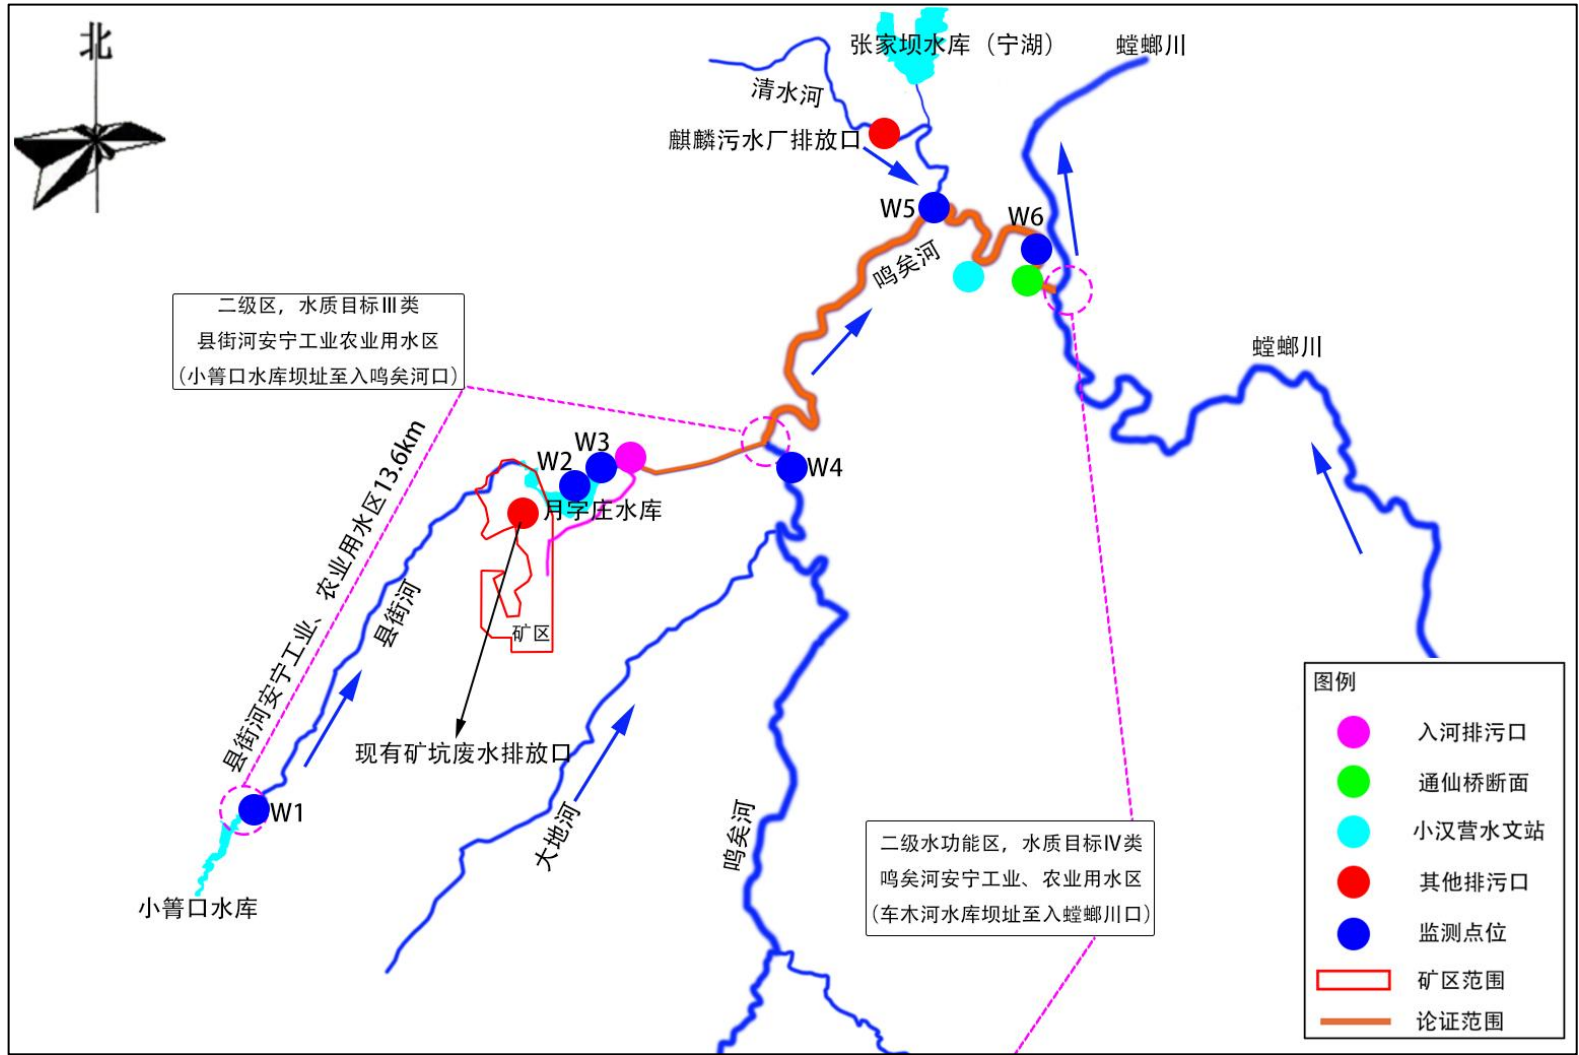 北
张家坝水库（宁湖）
螳螂川
清水河
麒麟污水厂排放口
W5
W6
鸣矣河
二级区，水质目标Ⅲ类
县街河安宁工业农业用水区
（小箐口水库坝址至入鸣矣河口）
螳螂川
县街河安宁工业、农业用水区13.6km
W3
W2
W4
月字庄水库
县街河
矿区
现有矿坑废水排放口
W1
大地河
鸣矣河
小箐口水库
二级水功能区，水质目标Ⅳ类
鸣矣河安宁工业、农业用水区
（车木河水库坝址至入螳螂川口）
图例
入河排污口
通仙桥断面
小汉营水文站
其他排污口
监测点位
矿区范围
论证范围